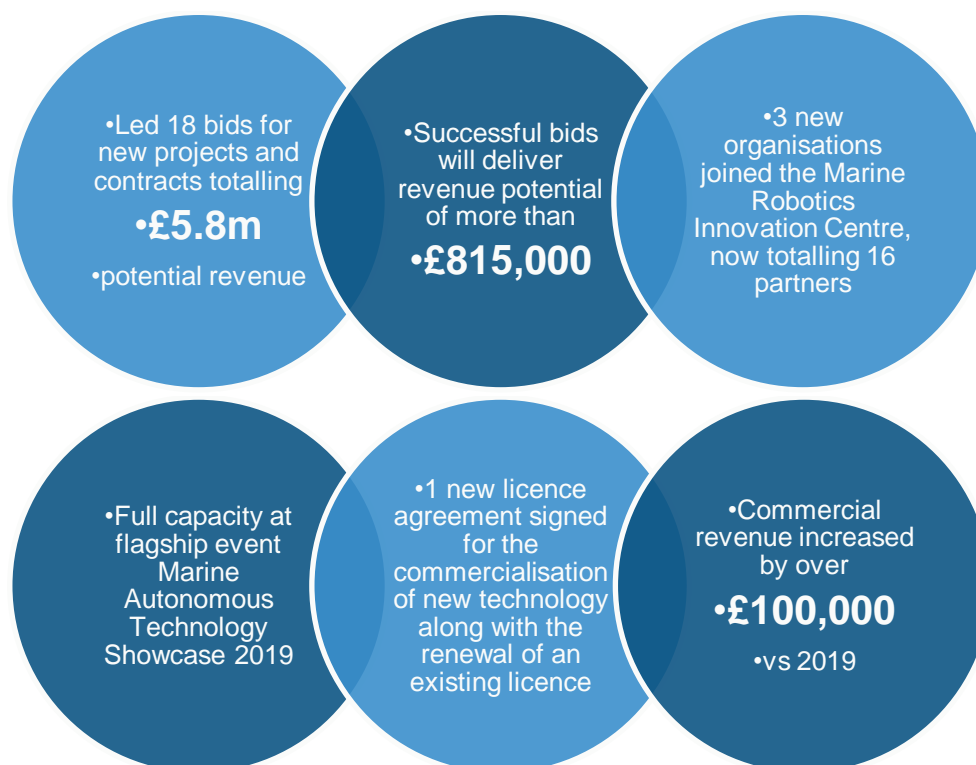 •Led 18 bids for
new projects and
contracts totalling
•£5.8m
•potential revenue
•Successful bids
will deliver
revenue potential
of more than
•£815,000
•3 new
organisations
joined the Marine
Robotics
Innovation Centre,
now totalling 16
partners
•Full capacity at
flagship event
Marine
Autonomous
Technology
Showcase 2019
•1 new licence
agreement signed
for the
commercialisation
of new technology
along with the
renewal of an
existing licence
•Commercial
revenue increased
by over
•£100,000
•vs 2019